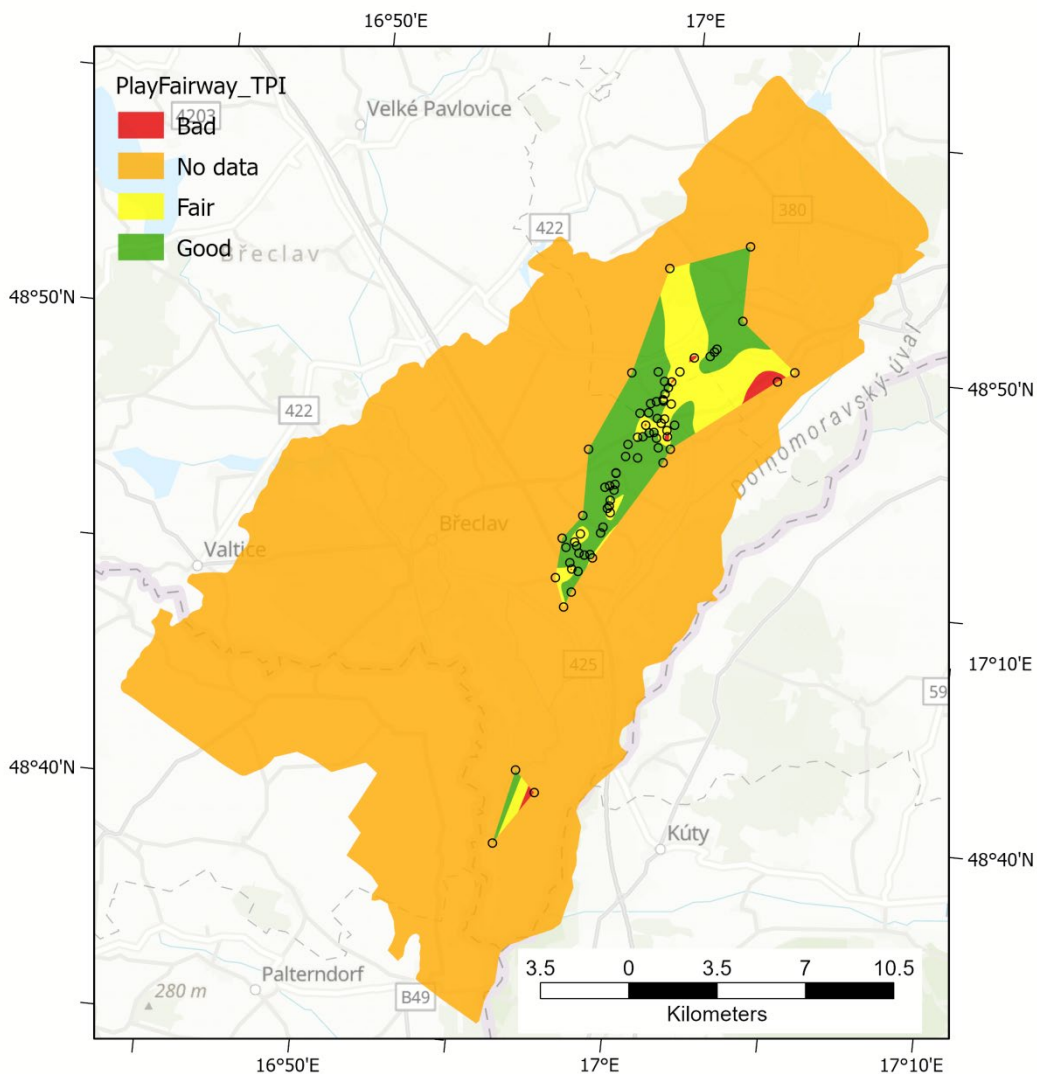 16°50'E
17°E
PlayFairway_TPI
4203
Bad
Velké Pavlovice
No data
Fair
380
422
Good
Břeclav
48°50'N
48°50'N
Dolnomoravský úval
422
Břeclav
Valtice
425
17°10'E
59
48°40'N
Kúty
48°40'N
Palterndorf
280 m
B49
3.5 0 3.5 7 10.5
Kilometers
16°50'E
17°E
17°10'E